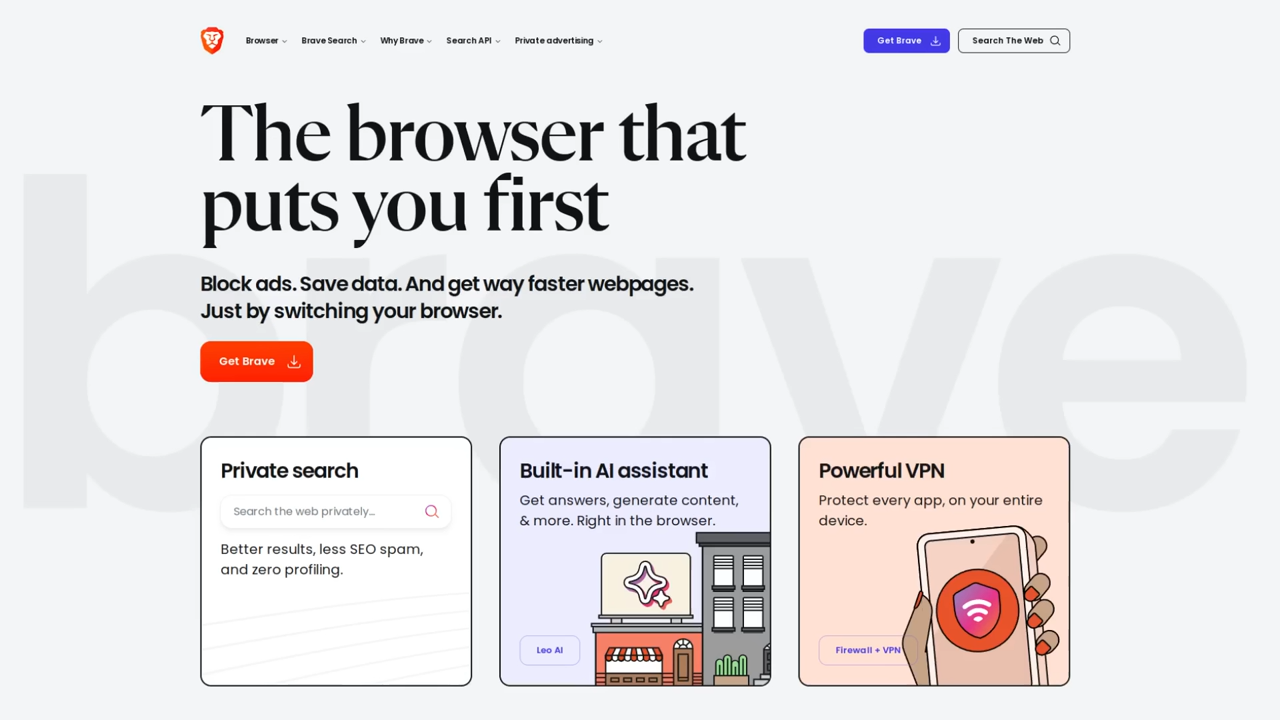 Browser
Brave Search
Why Brave
Search API
Private advertising
Get Brave
Search The Web
The browser that
puts you first
Block ads. Save data. And get way faster webpages.
Just by switching your browser.
Get Brave
brave
Private search
Search the web privately...
Better results, less SEO spam,
and zero profiling.
Built-in AI assistant
Get answers, generate content,
& more. Right in the browser.
Leo AI
Powerful VPN
Protect every app, on your entire
device.
Firewall + VPN